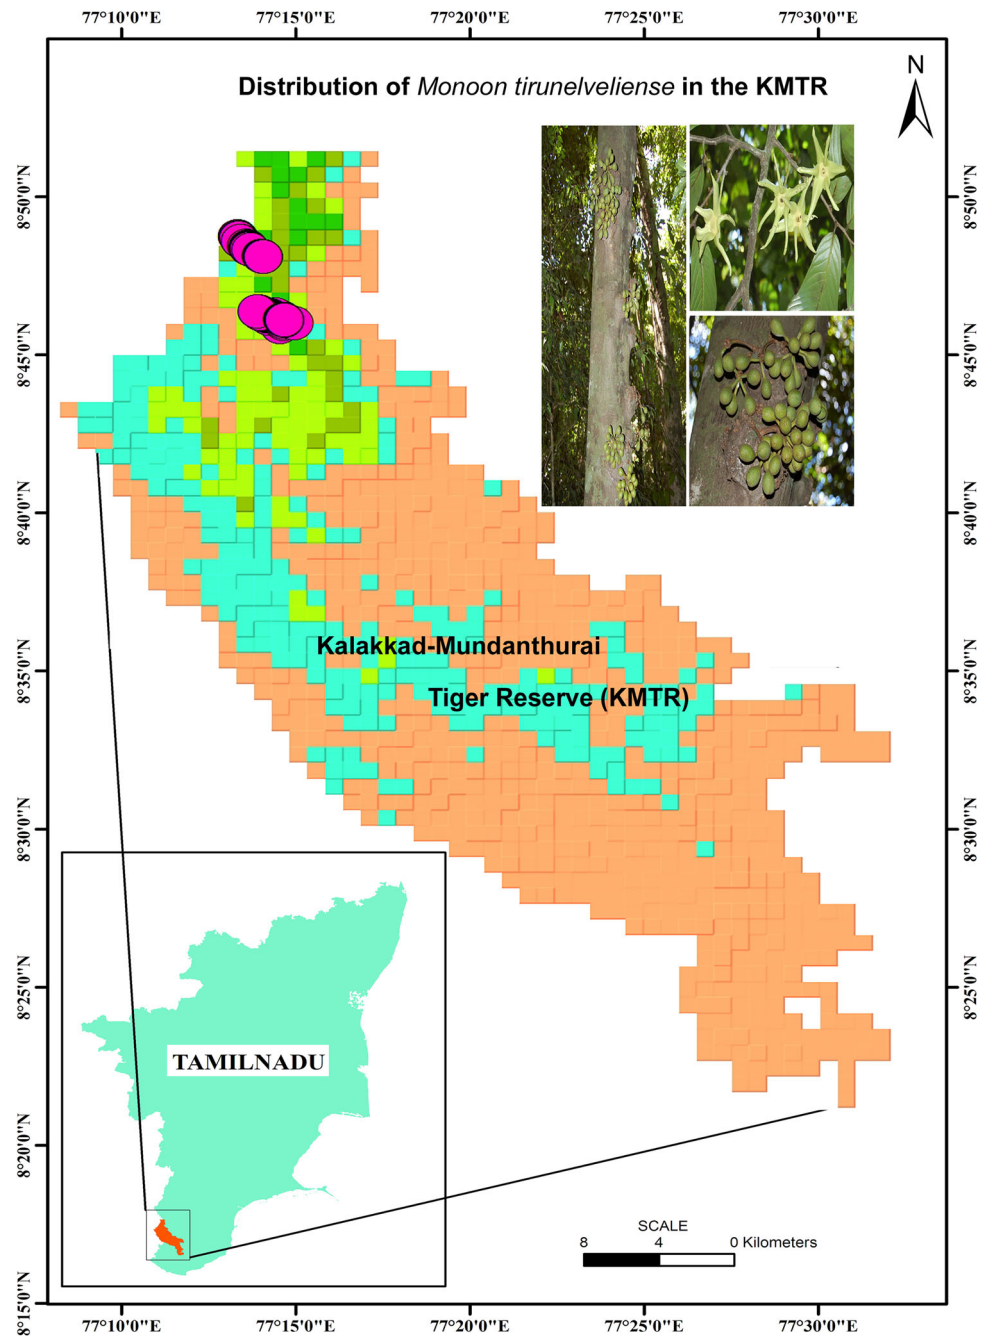 77°10'0"E 77°15'0"E 77°20'0"E 77°25'0"E 77°30'0"E
N
Distribution of Monoon tirunelveliense in the KMTR
8°50'0"N 8°50'0"N
8°45'0"N 8°45'0"N
8°40'0"N 8°40'0"N
Kalakkad-Mundanthurai
8°35'0"N 8°35'0"N
Tiger Reserve (KMTR)
8°30'0"N 8°30'0"N
8°25'0"N 8°25'0"N
TAMILNADU
8°20'0"N
SCALE
8 4 0 Kilometers
8°15'0"N
77°10'0"E 77°15'0"E 77°20'0"E 77°25'0"E 77°30'0"E